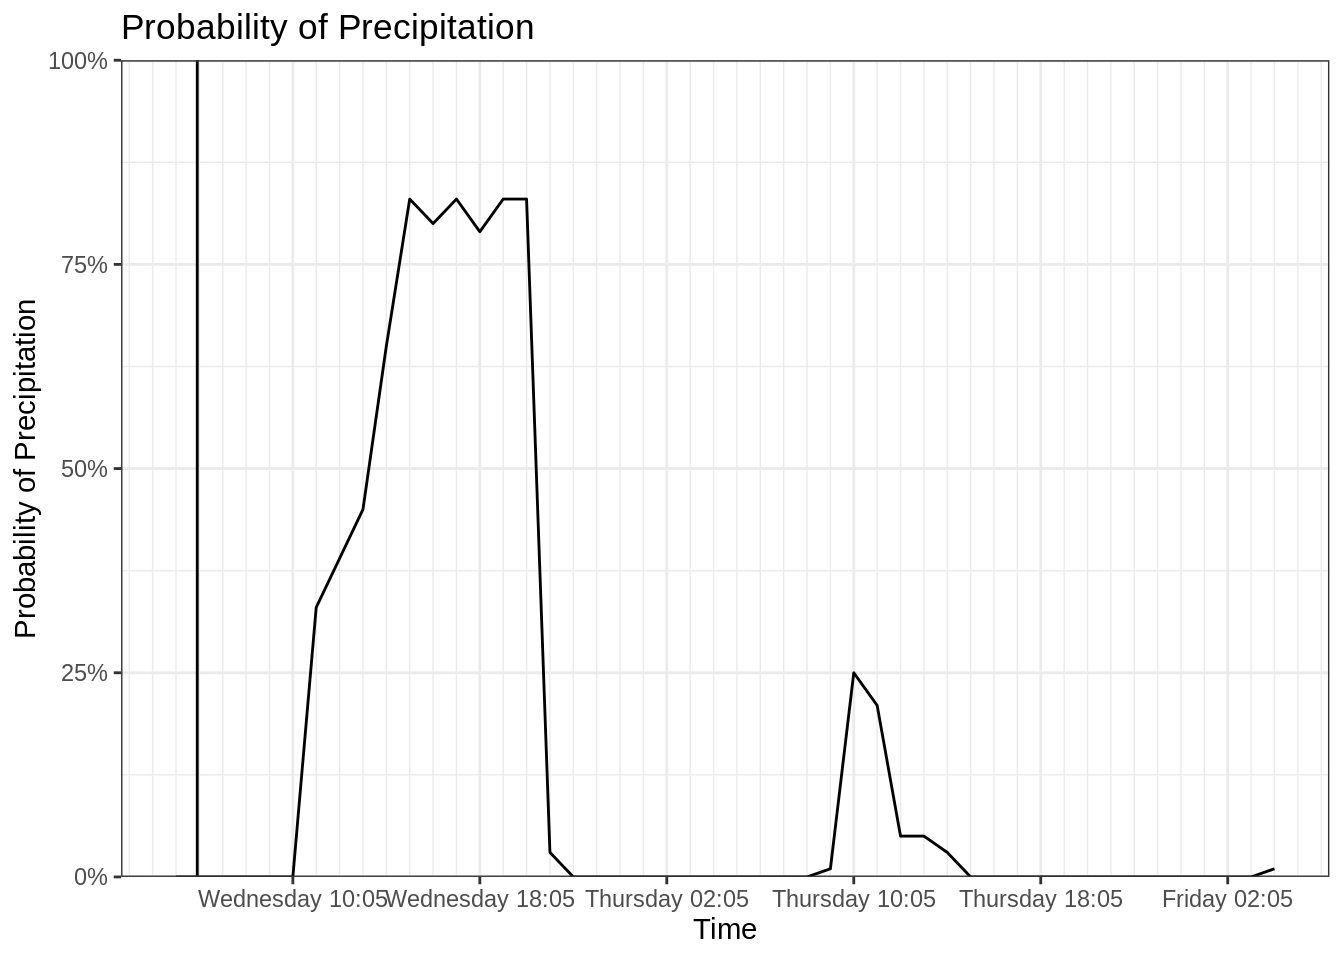 Probability of Precipitation
100%
75%
50%
25%
0%
Probability of Precipitation
Wednesday 10:05 Wednesday 18:05 Thursday 02:05 Thursday 10:05 Thursday 18:05 Friday 02:05
Time